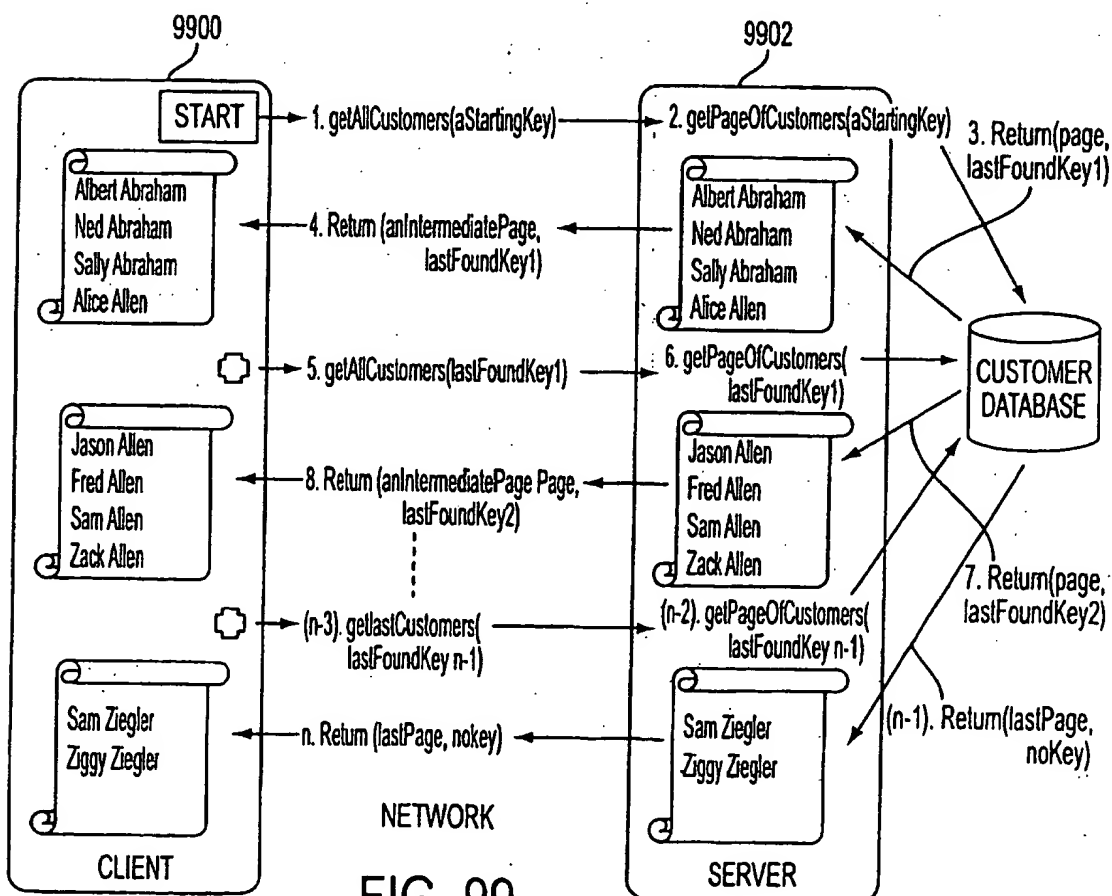 9900
9902
START
1. getAllCustomers(aStartingKey)
2. getPageOfCustomers(aStartingKey)
3. Return(page,
lastFoundKey1)
Albert Abraham
Ned Abraham
Sally Abraham
Alice Allen
4. Return (anIntermediatePage,
lastFoundKey1)
Albert Abraham
Ned Abraham
Sally Abraham
Alice Allen
5. getAllCustomers(lastFoundKey1)
6. getPageOfCustomers(
lastFoundKey1)
CUSTOMER
DATABASE
Jason Allen
Fred Allen
Sam Allen
Zack Allen
8. Return (anIntermediatePage Page,
lastFoundKey2)
Jason Allen
Fred Allen
Sam Allen
Zack Allen
7. Return(page,
lastFoundKey2)
(n-3). getlastCustomers(
lastFoundKey n-1)
(n-2). getPageOfCustomers(
lastFoundKey n-1)
Sam Ziegler
Ziggy Ziegler
n. Return (lastPage, nokey)
Sam Ziegler
Ziggy Ziegler
(n-1). Return(lastPage,
noKey)
NETWORK
CLIENT
SERVER
FIG. 99